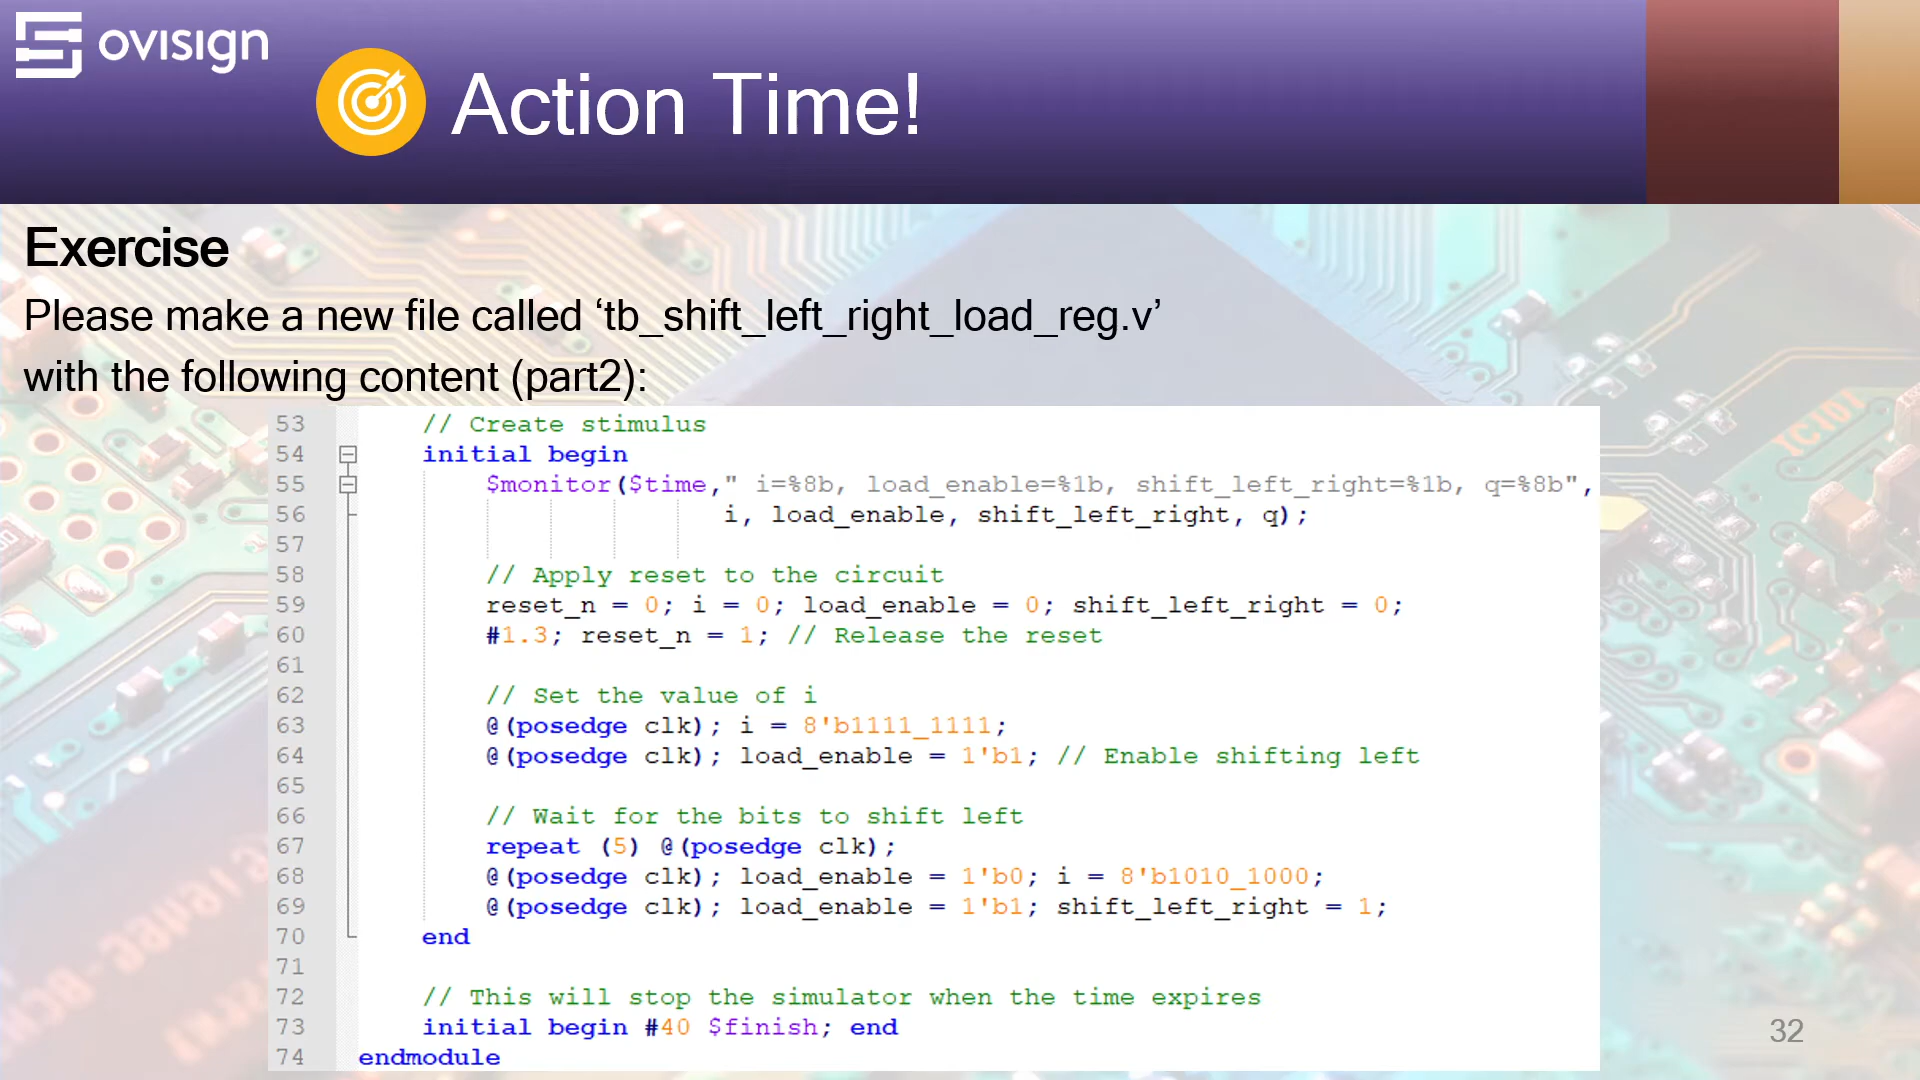 ovisign
Action Time!
Exercise
Please make a new file called ‘tb_shift_left_right_load_reg.v’
with the following content (part2):
53 // Create stimulus
54 initial begin
55 $monitor($time," i=%8b, load_enable=%1b, shift_left_right=%1b, q=%8b",
56 i, load_enable, shift_left_right, q);
57
58 // Apply reset to the circuit
59 reset_n = 0; i = 0; load_enable = 0; shift_left_right = 0;
60 #1.3; reset_n = 1; // Release the reset
61
62 // Set the value of i
63 @(posedge clk); i = 8'b1111_1111;
64 @(posedge clk); load_enable = 1'b1; // Enable shifting left
65
66 // Wait for the bits to shift left
67 repeat (5) @(posedge clk);
68 @(posedge clk); load_enable = 1'b0; i = 8'b1010_1000;
69 @(posedge clk); load_enable = 1'b1; shift_left_right = 1;
70 end
71
72 // This will stop the simulator when the time expires
73 initial begin #40 $finish; end
74 endmodule
32